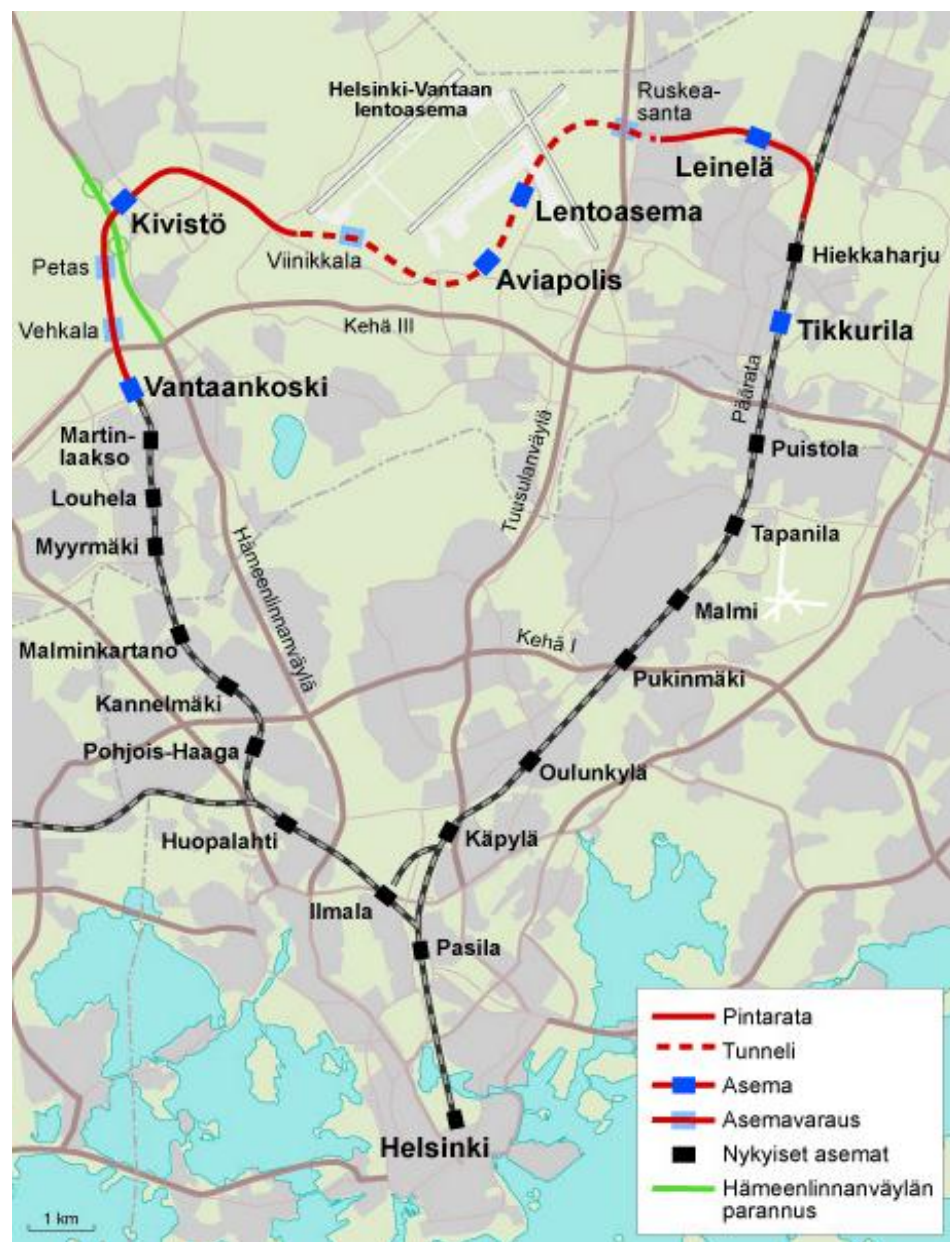 Helsinki-Vantaan
lentoasema
Ruskea-
santa
Leinelä
Kivistö
Lentoasema
Viinikkala
Petas
Aviapolis
Hiekkaharju
Vehkala
Kehä III
Tikkurila
Vantaankoski
Päärata
Martin-
laakso
Puistola
Louhela
Tuusulanväylä
Myyrmäki
Tapanila
Hämeenlinnanväylä
Malmi
Malminkartano
Kehä I
Pukinmäki
Kannelmäki
Pohjois-Haaga
Oulunkylä
Huopalahti
Käpylä
Ilmala
Pasila
Helsinki
Pintarata
Tunneli
Asema
Asemavaraus
Nykyiset asemat
Hämeenlinnanväylän
parannus
1 km